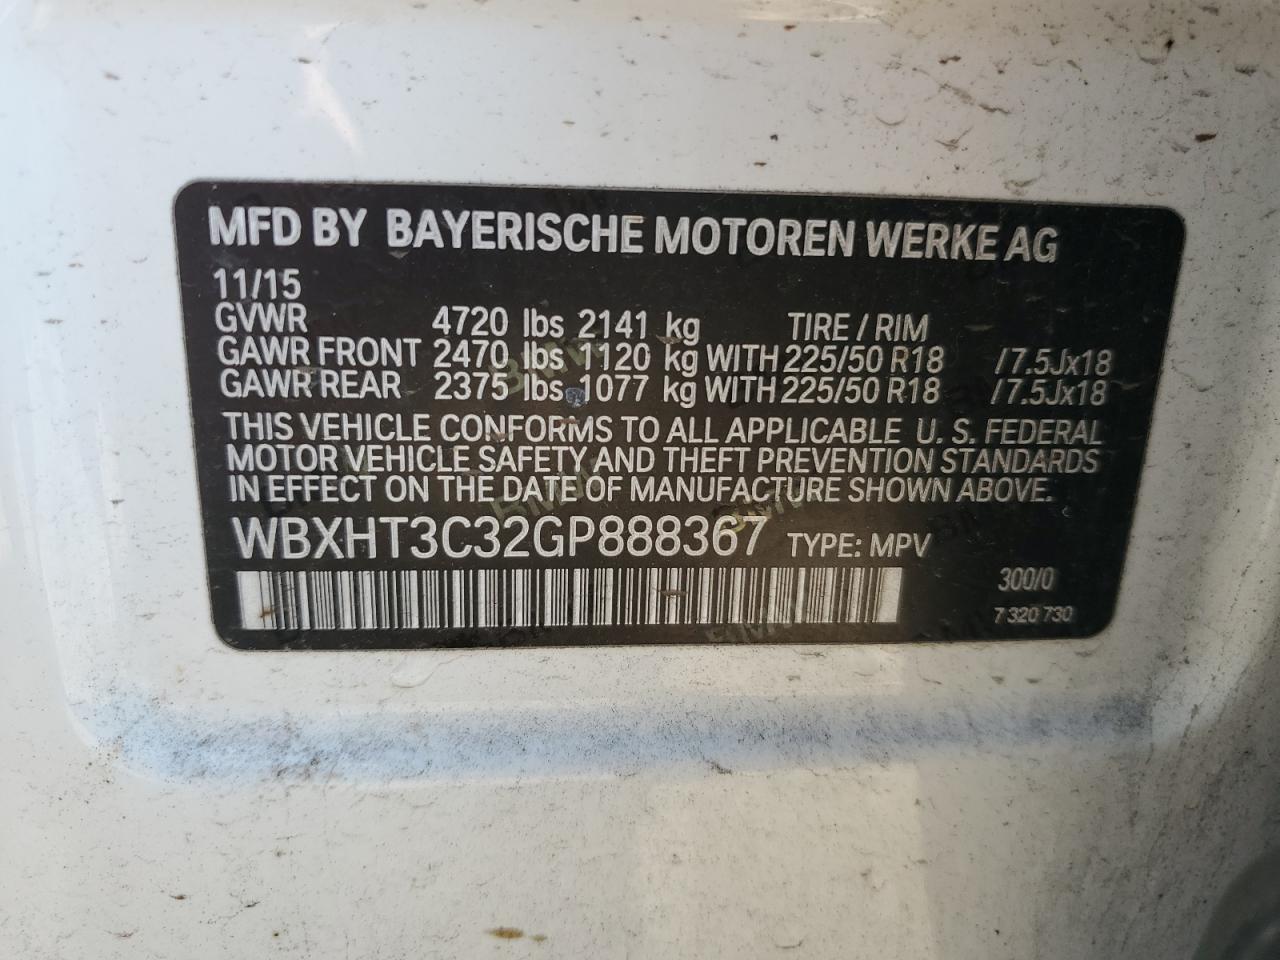 MFD BY BAYERISCHE MOTOREN WERKE AG
11/15
GVWR 4720 lbs 2141 kg TIRE / RIM
GAWR FRONT 2470 lbs 1120 kg WITH 225/50 R18 /7.5Jx18
GAWR REAR 2375 lbs 1077 kg WITH 225/50 R18 /7.5Jx18
THIS VEHICLE CONFORMS TO ALL APPLICABLE U. S. FEDERAL
MOTOR VEHICLE SAFETY AND THEFT PREVENTION STANDARDS
IN EFFECT ON THE DATE OF MANUFACTURE SHOWN ABOVE.
WBXHT3C32GP888367 TYPE: MPV
300/0
7 320 730